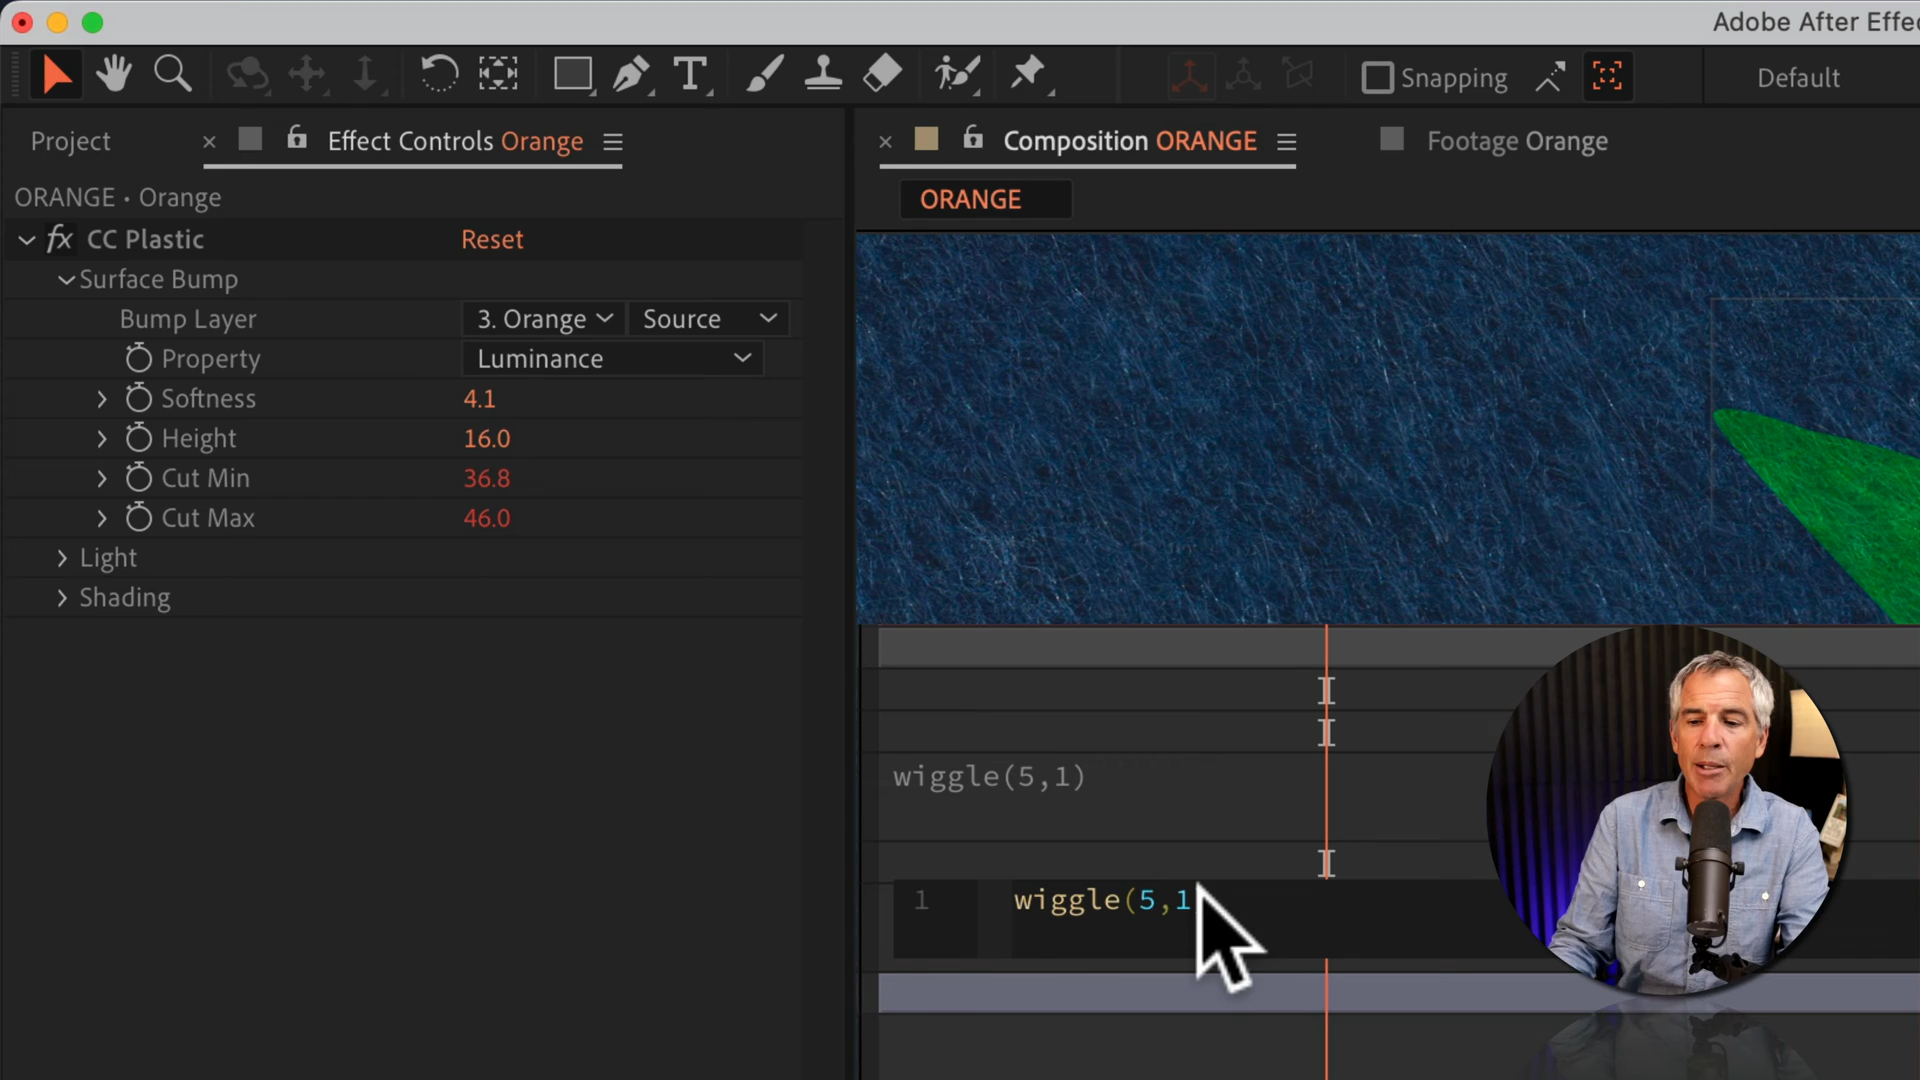 Adobe After Effec
Snapping
Default
Project
Effect Controls Orange
Composition ORANGE
Footage Orange
ORANGE • Orange
ORANGE
fx CC Plastic
Reset
Surface Bump
Bump Layer
3. Orange
Source
Property
Luminance
Softness
4.1
Height
16.0
Cut Min
36.8
Cut Max
46.0
Light
Shading
wiggle(5,1)
1
wiggle(5,1